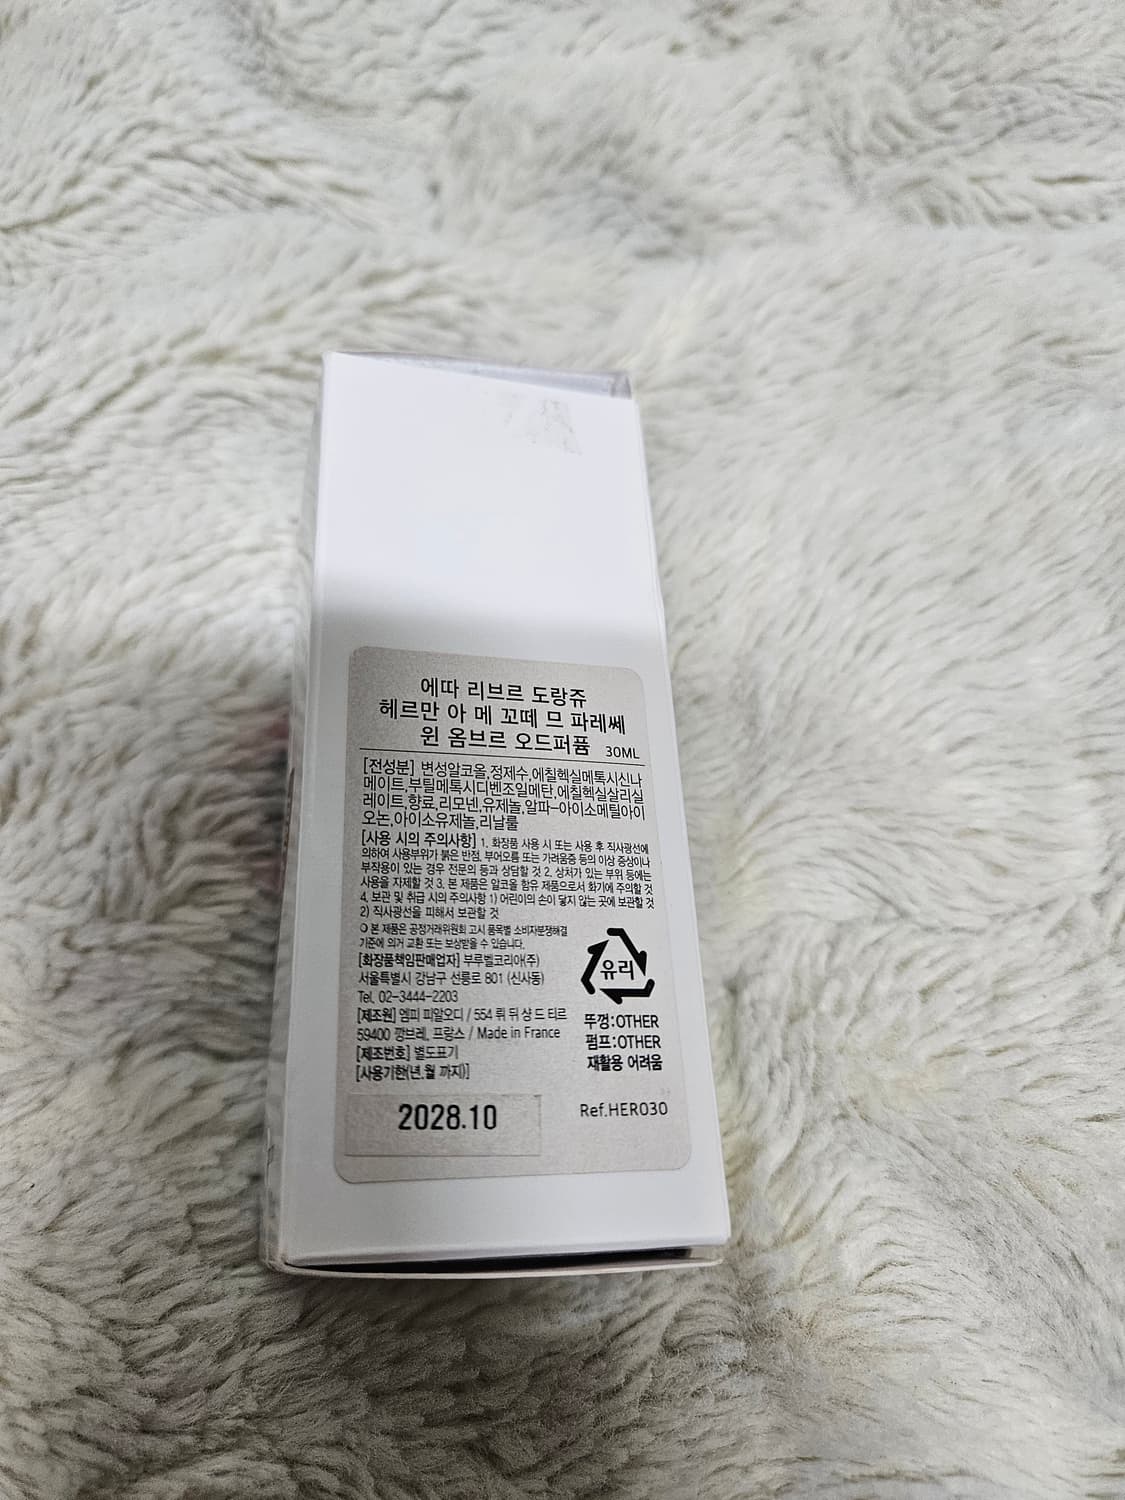 에따 리브르 도랑쥬
헤르만 아 메 꼬떼 므 파레쎄
윈 옴브르 오드퍼퓸 30ML
[전성분] 변성알코올,정제수,에칠헥실메톡시신나
메이트,부틸메톡시디벤조일메탄,에칠헥실살리실
레이트,향료,리모넨,유제놀,알파-아이소메틸아이
오논,아이소유제놀,리날룰
[사용 시의 주의사항] 1. 화장품 사용 시 또는 사용 후 직사광선에
의하여 사용부위가 붉은 반점, 부어오름 또는 가려움증 등의 이상 증상이나
부작용이 있는 경우 전문의 등과 상담할 것 2. 상처가 있는 부위 등에는
사용을 자제할 것 3. 본 제품은 알코올 함유 제품으로서 화기에 주의할 것
4. 보관 및 취급 시의 주의사항 1) 어린이의 손이 닿지 않는 곳에 보관할 것
2) 직사광선을 피해서 보관할 것
○ 본 제품은 공정거래위원회 고시 품목별 소비자분쟁해결
기준에 의거 교환 또는 보상받을 수 있습니다.
[화장품책임판매업자] 부루벨코리아(주)
서울특별시 강남구 선릉로 801 (신사동)
Tel. 02-3444-2203
[제조원] 엠피 피알오디 / 554 뤼 뒤 샹 드 티르
59400 깡브레, 프랑스 / Made in France
[제조번호] 별도표기
[사용기한(년,월 까지)]
2028.10
유리
뚜껑:OTHER
펌프:OTHER
재활용 어려움
Ref.HER030